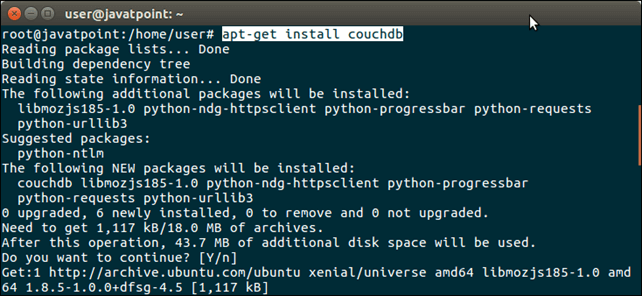 user@javatpoint: ~
root@javatpoint:/home/user# apt-get install couchdb
Reading package lists... Done
Building dependency tree
Reading state information... Done
The following additional packages will be installed:
  libmozjs185-1.0 python-ndg-httpsclient python-progressbar python-requests
  python-urllib3
Suggested packages:
  python-ntlm
The following NEW packages will be installed:
  couchdb libmozjs185-1.0 python-ndg-httpsclient python-progressbar
  python-requests python-urllib3
0 upgraded, 6 newly installed, 0 to remove and 0 not upgraded.
Need to get 1,117 kB/18.0 MB of archives.
After this operation, 43.7 MB of additional disk space will be used.
Do you want to continue? [Y/n]
Get:1 http://archive.ubuntu.com/ubuntu xenial/universe amd64 libmozjs185-1.0 amd
64 1.8.5-1.0.0+dfsg-4.5 [1,117 kB]